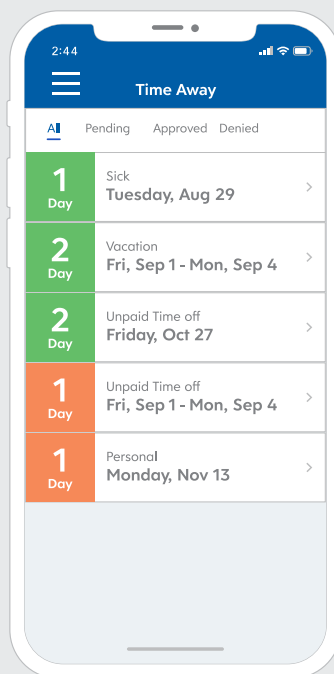 2:44
Time Away
All Pending Approved Denied
1
Day
Sick
Tuesday, Aug 29
2
Day
Vacation
Fri, Sep 1 - Mon, Sep 4
2
Day
Unpaid Time off
Friday, Oct 27
1
Day
Unpaid Time off
Fri, Sep 1 - Mon, Sep 4
1
Day
Personal
Monday, Nov 13